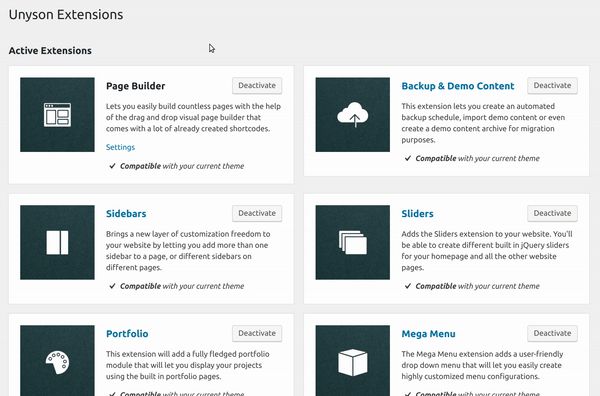 Unyson Extensions
Active Extensions
Page Builder
Deactivate
Lets you easily build countless pages with the help
of the drag and drop visual page builder that
comes with a lot of already created shortcodes.
Settings
✔ Compatible with your current theme
Backup & Demo Content
Deactivate
This extension lets you create an automated
backup schedule, import demo content or even
create a demo content archive for migration
purposes.
✔ Compatible with your current theme
Sidebars
Deactivate
Brings a new layer of customization freedom to
your website by letting you add more than one
sidebar to a page, or different sidebars on
different pages.
✔ Compatible with your current theme
Sliders
Deactivate
Adds the Sliders extension to your website. You'll
be able to create different built in jQuery sliders
for your homepage and all the other website
pages.
✔ Compatible with your current theme
Portfolio
Deactivate
This extension will add a fully fledged portfolio
module that will let you display your projects
using the built in portfolio pages.
✔ Compatible with your current theme
Mega Menu
Deactivate
The Mega Menu extension adds a user-friendly
drop down menu that will let you easily create
highly customized menu configurations.
✔ Compatible with your current theme